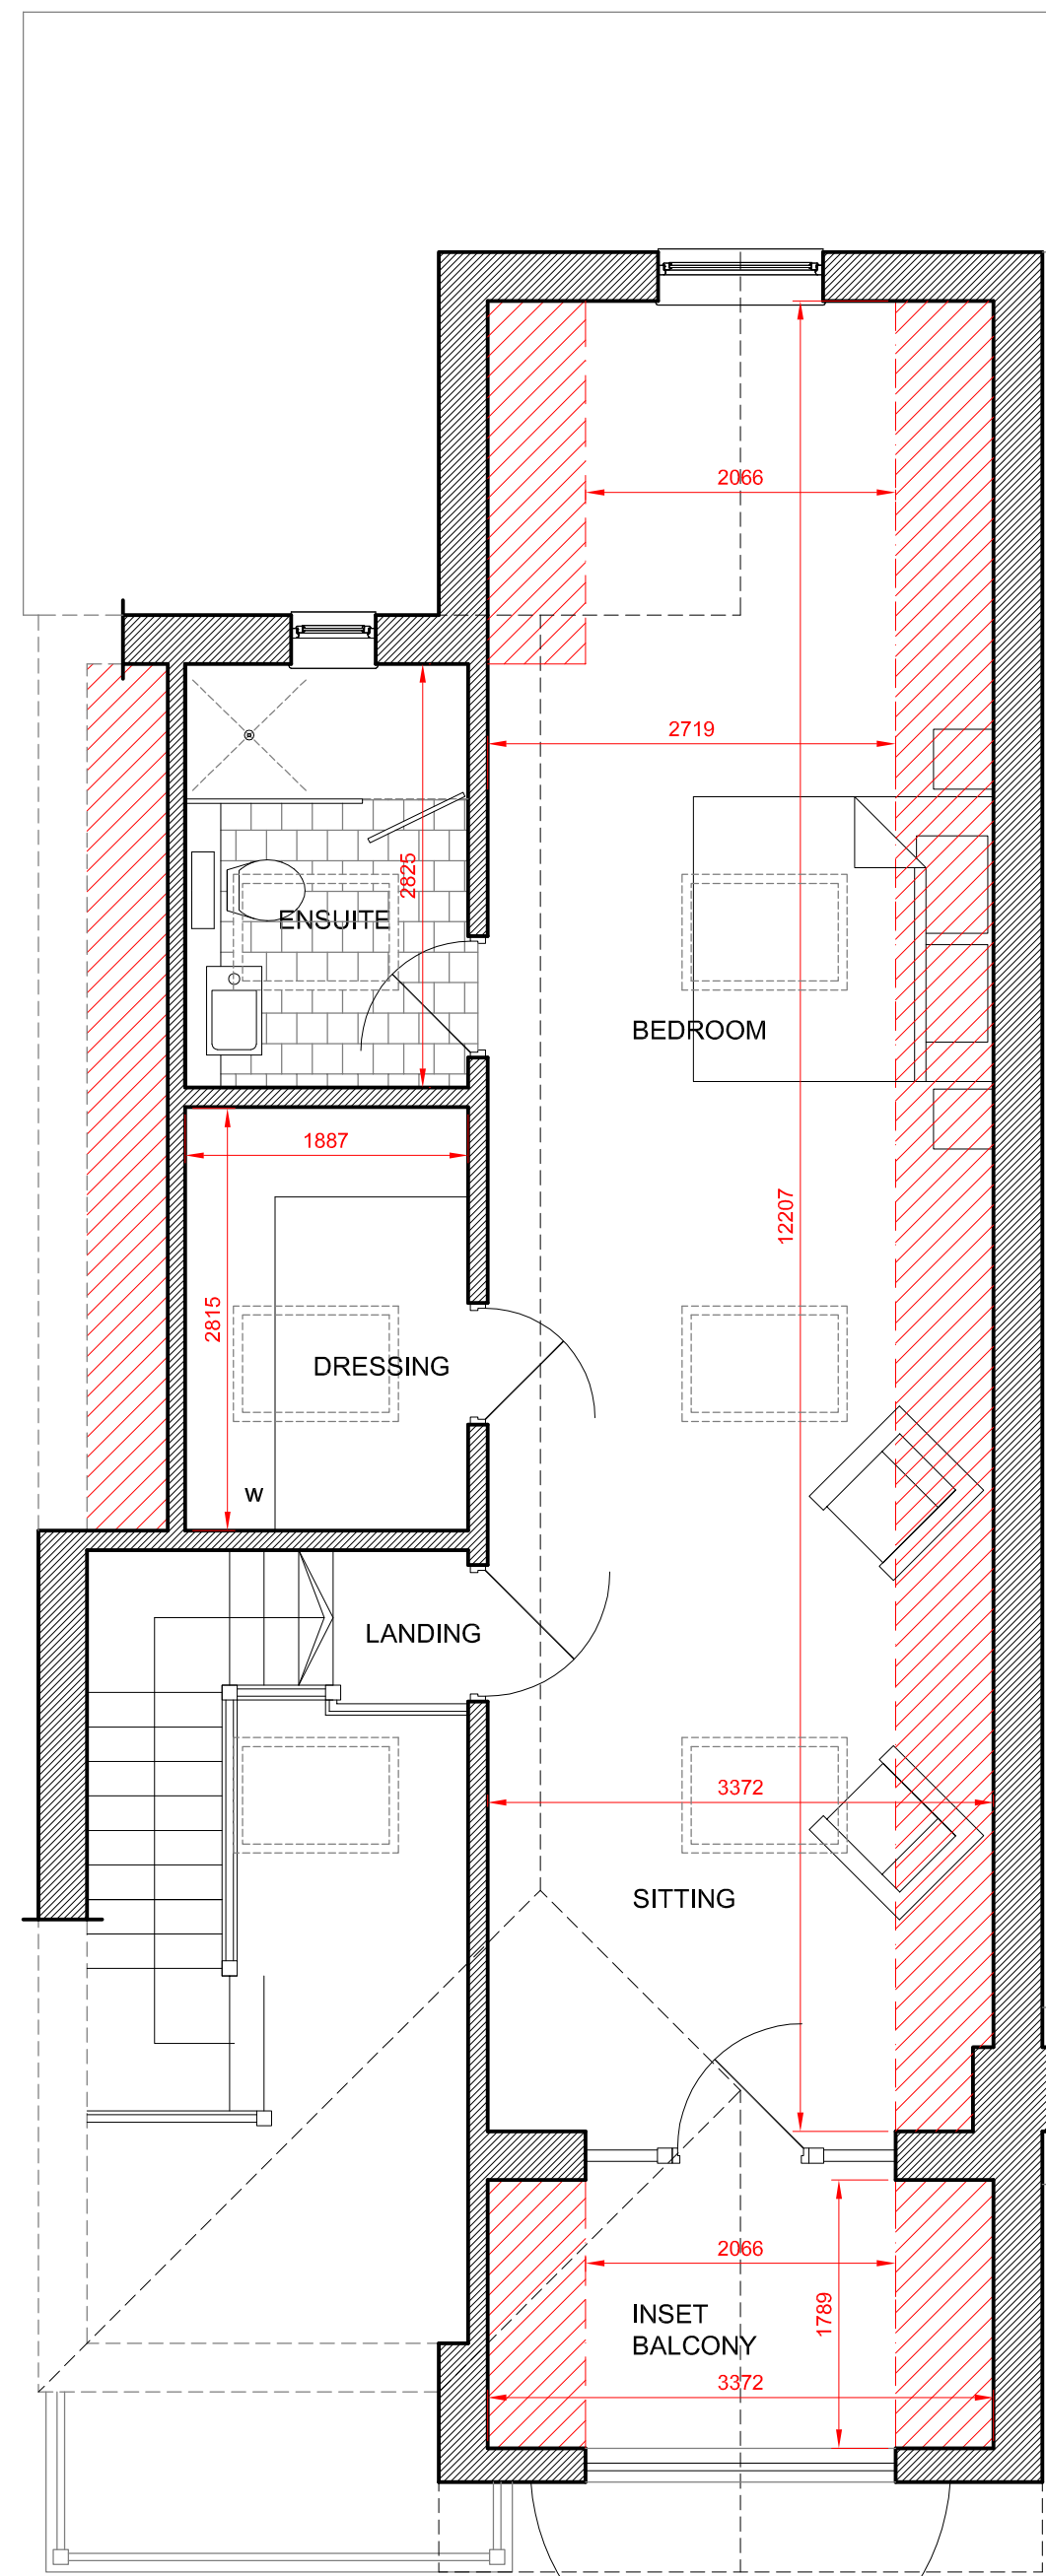 2066
2719
2825
ENSUITE
BEDROOM
1887
12207
2815
DRESSING
W
LANDING
3372
SITTING
2066
1789
INSET
BALCONY
3372